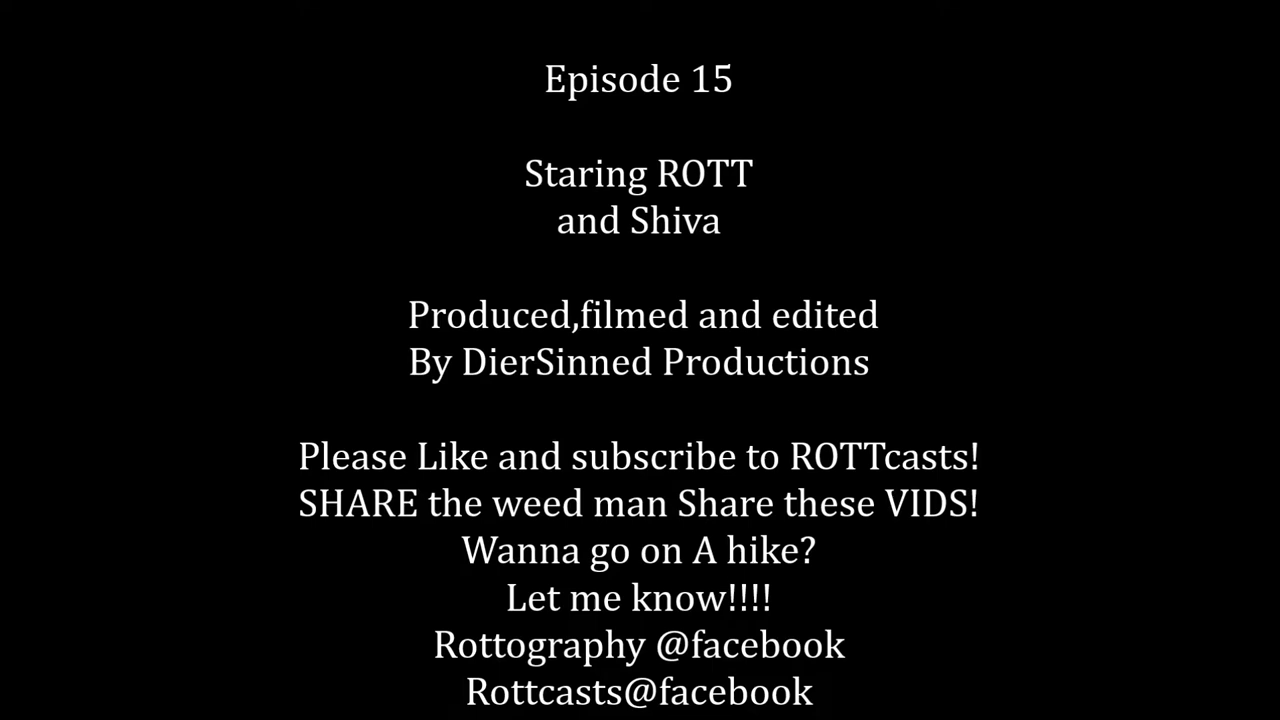 Episode 15
Staring ROTT
and Shiva
Produced,filmed and edited
By DierSinned Productions
Please Like and subscribe to ROTTcasts!
SHARE the weed man Share these VIDS!
Wanna go on A hike?
Let me know!!!!
Rottography @facebook
Rottcasts@facebook